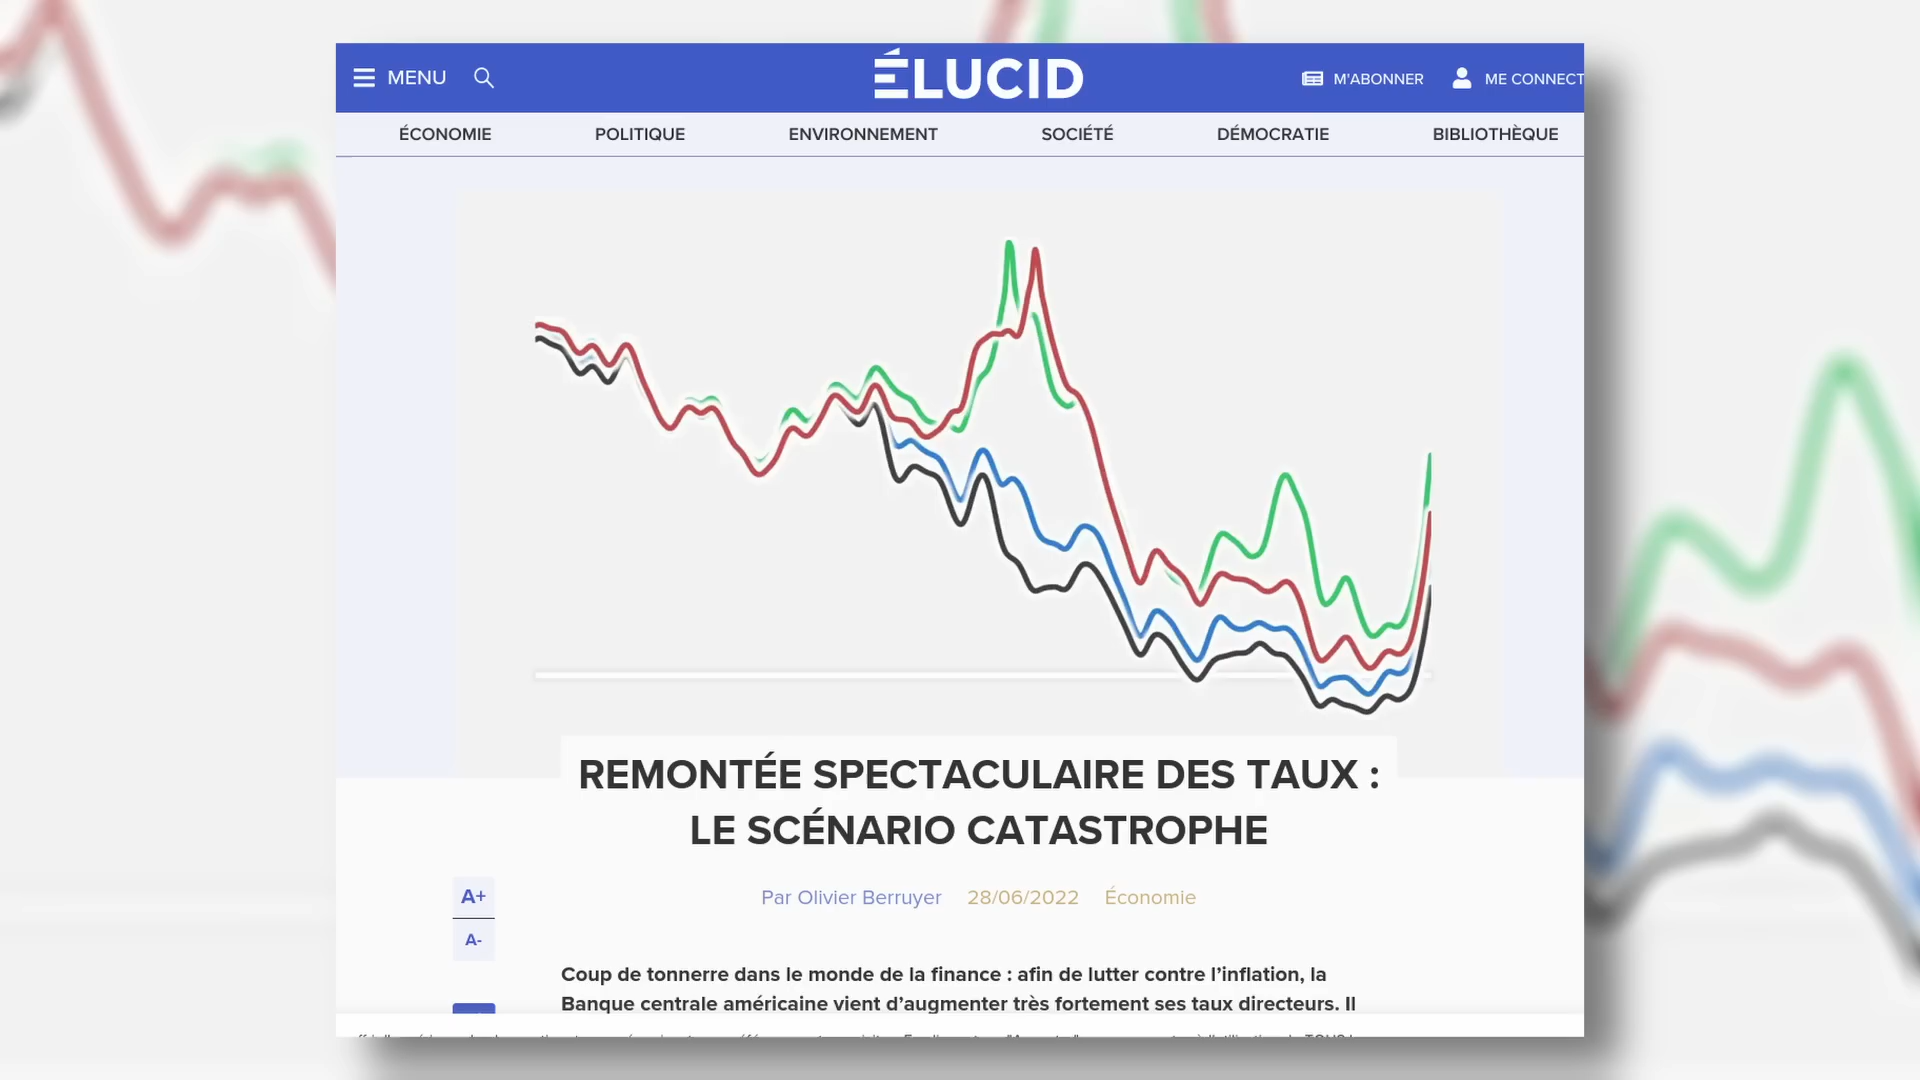 MENU
ÉLUCID
M'ABONNER
ME CONNECT
ÉCONOMIE
POLITIQUE
ENVIRONNEMENT
SOCIÉTÉ
DÉMOCRATIE
BIBLIOTHÈQUE
REMONTÉE SPECTACULAIRE DES TAUX :
LE SCÉNARIO CATASTROPHE
Par Olivier Berruyer 28/06/2022 Économie
A+
A-
Coup de tonnerre dans le monde de la finance : afin de lutter contre l’inflation, la
Banque centrale américaine vient d’augmenter très fortement ses taux directeurs. Il